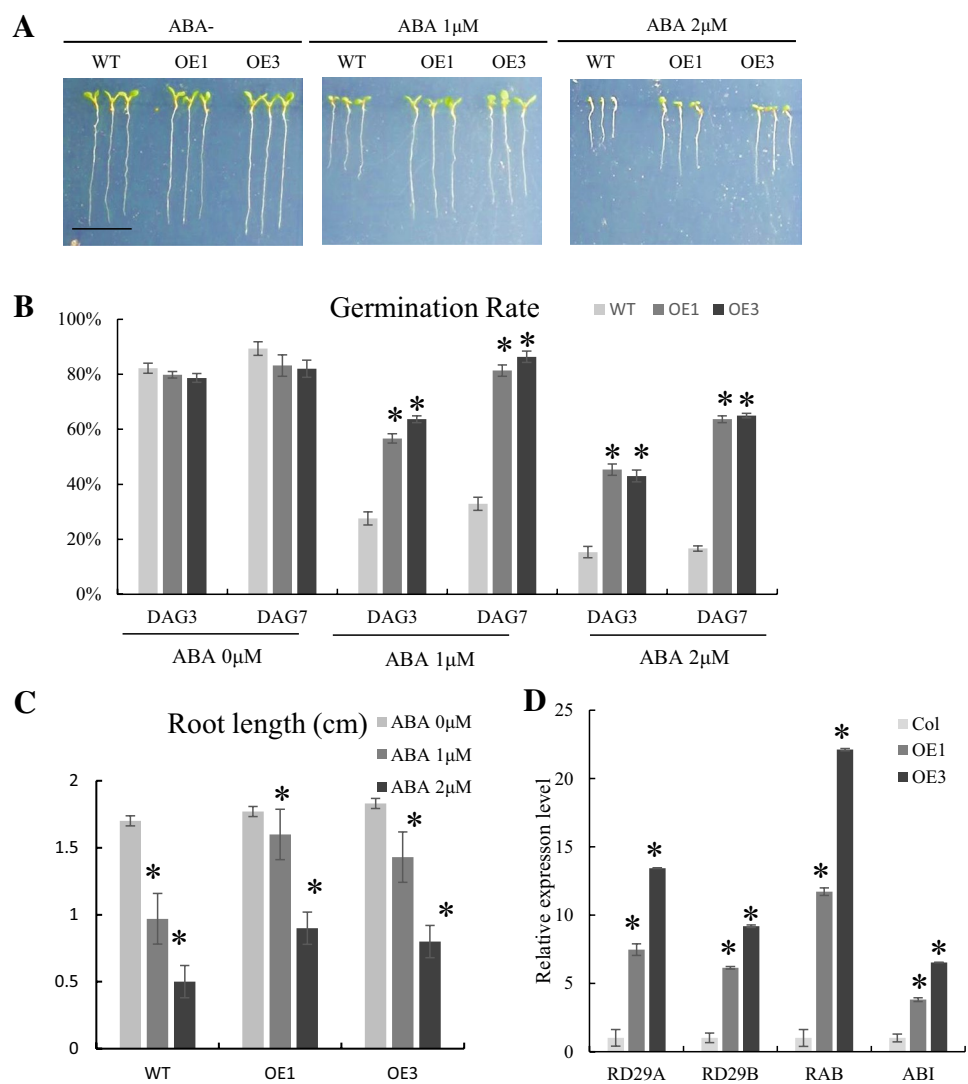 A
ABA- ABA 1μM ABA 2μM
WT OE1 OE3 WT OE1 OE3 WT OE1 OE3
B
Germination Rate
WT OE1 OE3
100%
80%
60%
40%
20%
0%
* * * * * * * *
DAG3 DAG7 DAG3 DAG7 DAG3 DAG7
ABA 0μM ABA 1μM ABA 2μM
C
Root length (cm)
ABA 0μM
ABA 1μM
ABA 2μM
2
1.5
1
0.5
0
* * * * * *
WT OE1 OE3
D
Relative expresson level
25
20
15
10
5
0
Col
OE1
OE3
* * * * * * * *
RD29A RD29B RAB ABI